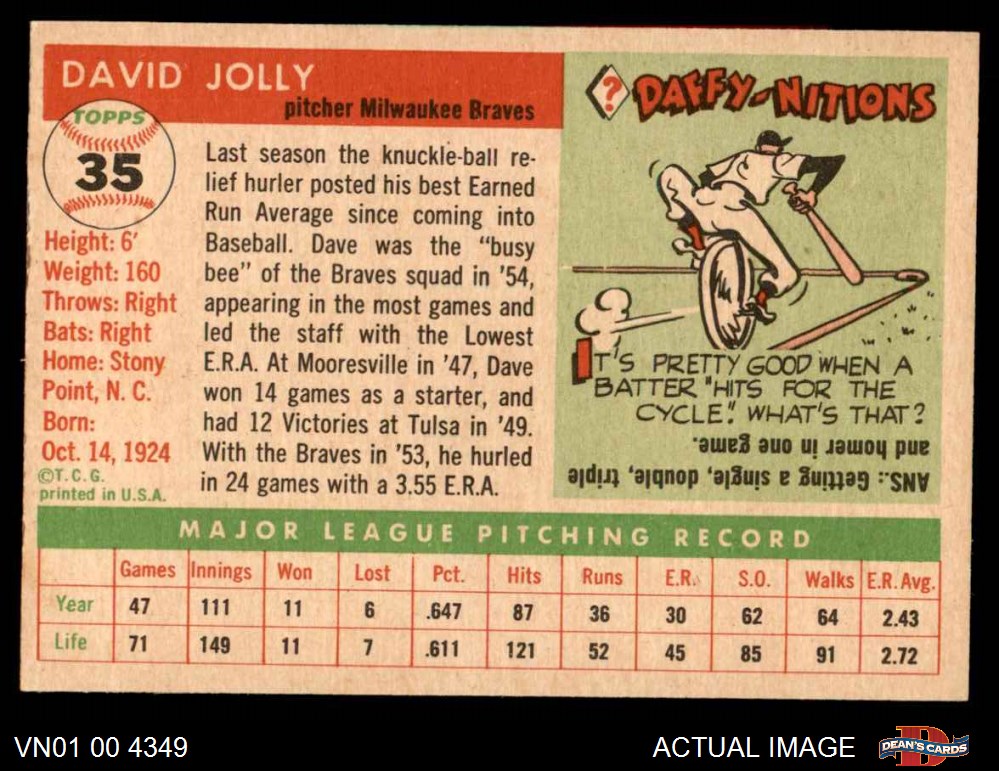 DAVID JOLLY
pitcher Milwaukee Braves
TOPPS
35
Height: 6'
Weight: 160
Throws: Right
Bats: Right
Home: Stony
Point, N. C.
Born:
Oct. 14, 1924
©T.C.G.
printed in U.S.A.
Last season the knuckle-ball re-
lief hurler posted his best Earned
Run Average since coming into
Baseball. Dave was the "busy
bee" of the Braves squad in '54,
appearing in the most games and
led the staff with the Lowest
E.R.A. At Mooresville in '47, Dave
won 14 games as a starter, and
had 12 Victories at Tulsa in '49.
With the Braves in '53, he hurled
in 24 games with a 3.55 E.R.A.
? DAFFY-NITIONS
IT'S PRETTY GOOD WHEN A
BATTER "HITS FOR THE
CYCLE". WHAT'S THAT?
ANS.: Getting a single, double, triple
and homer in one game.
MAJOR LEAGUE PITCHING RECORD
Games Innings Won Lost Pct. Hits Runs E.R. S.O. Walks E.R. Avg.
Year 47 111 11 6 .647 87 36 30 62 64 2.43
Life 71 149 11 7 .611 121 52 45 85 91 2.72
VN01 00 4349
ACTUAL IMAGE
D
DEAN'S CARDS